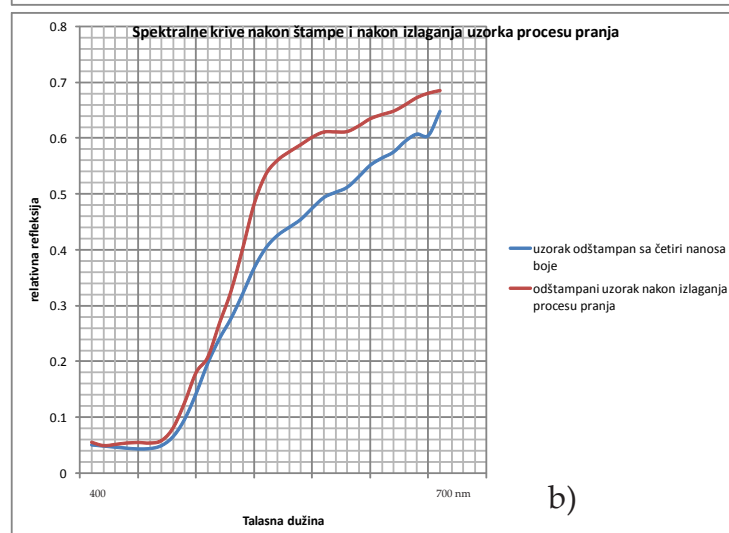 Spektralne krive nakon štampe i nakon izlaganja uzorka procesu pranja
0.8
0.7
0.6
0.5
0.4
0.3
0.2
0.1
0
relativna refleksija
400
700 nm
Talasna dužina
uzorak odštampan sa četiri nanosa
boje
odštampani uzorak nakon izlaganja
procesu pranja
b)